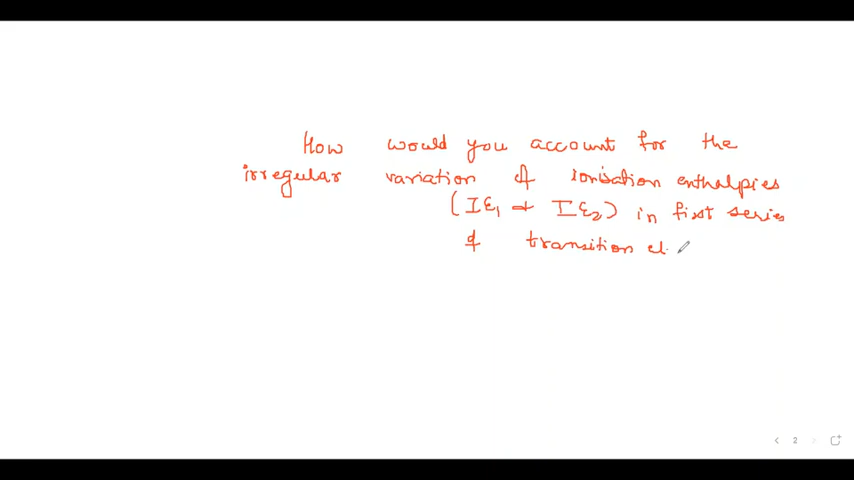 How would you account for the
irregular variation of ionisation enthalpies
(IE₁ & IE₂) in first series
of transition el.
2